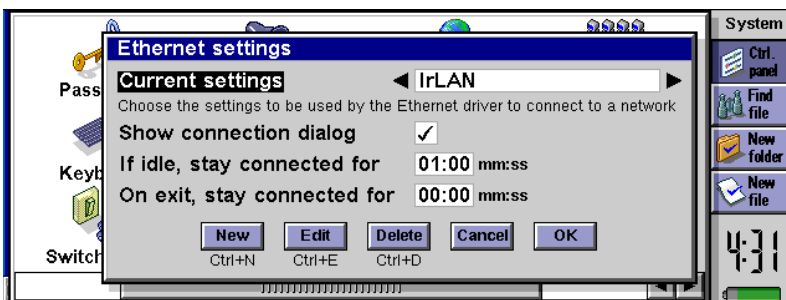 System
Ethernet settings
Ctrl. panel
Current settings IrLAN
Choose the settings to be used by the Ethernet driver to connect to a network
Pass
Find file
Show connection dialog
If idle, stay connected for 01:00 mm:ss
New folder
Keyb
On exit, stay connected for 00:00 mm:ss
New file
New Edit Delete Cancel OK
Ctrl+N Ctrl+E Ctrl+D
Switch
4:31